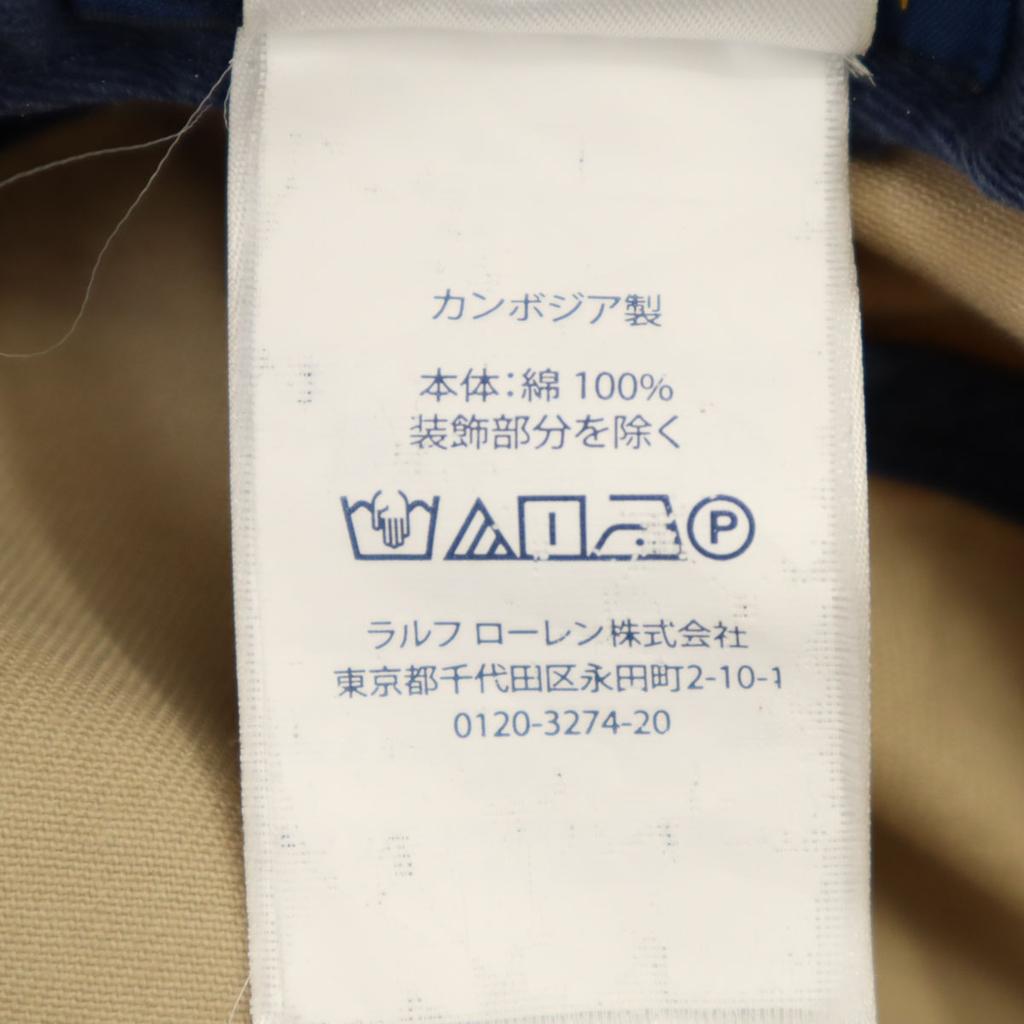 カンボジア製
本体：綿 100%
装飾部分を除く
P
ラルフ ローレン株式会社
東京都千代田区永田町2-10-1
0120-3274-20